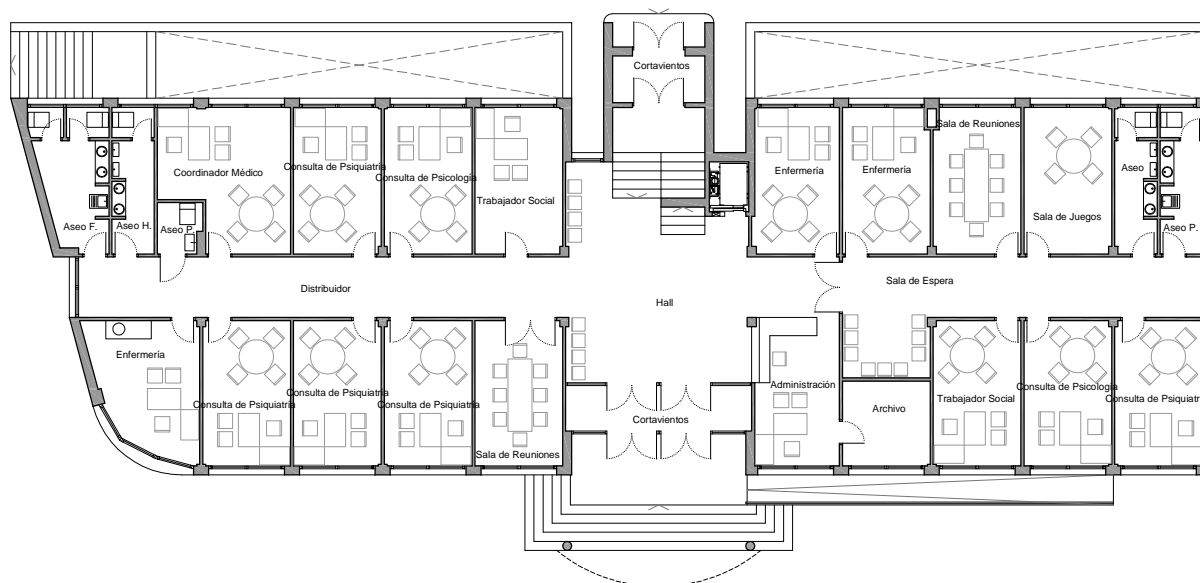 Cortavientos
Sala de Reuniones
Consulta de Psiquiatría
Coordinador Médico
Consulta de Psicología
Enfermería
Enfermería
Aseo
Trabajador Social
Sala de Juegos
Aseo F.
Aseo H.
Aseo P.
Aseo P.
Distribuidor
Hall
Sala de Espera
Enfermería
Administración
Consulta de Psicología
Consulta de Psiquiatría
Consulta de Psiquiatría
Consulta de Psiquiatría
Trabajador Social
Consulta de Psiquiatr
Archivo
Cortavientos
Sala de Reuniones